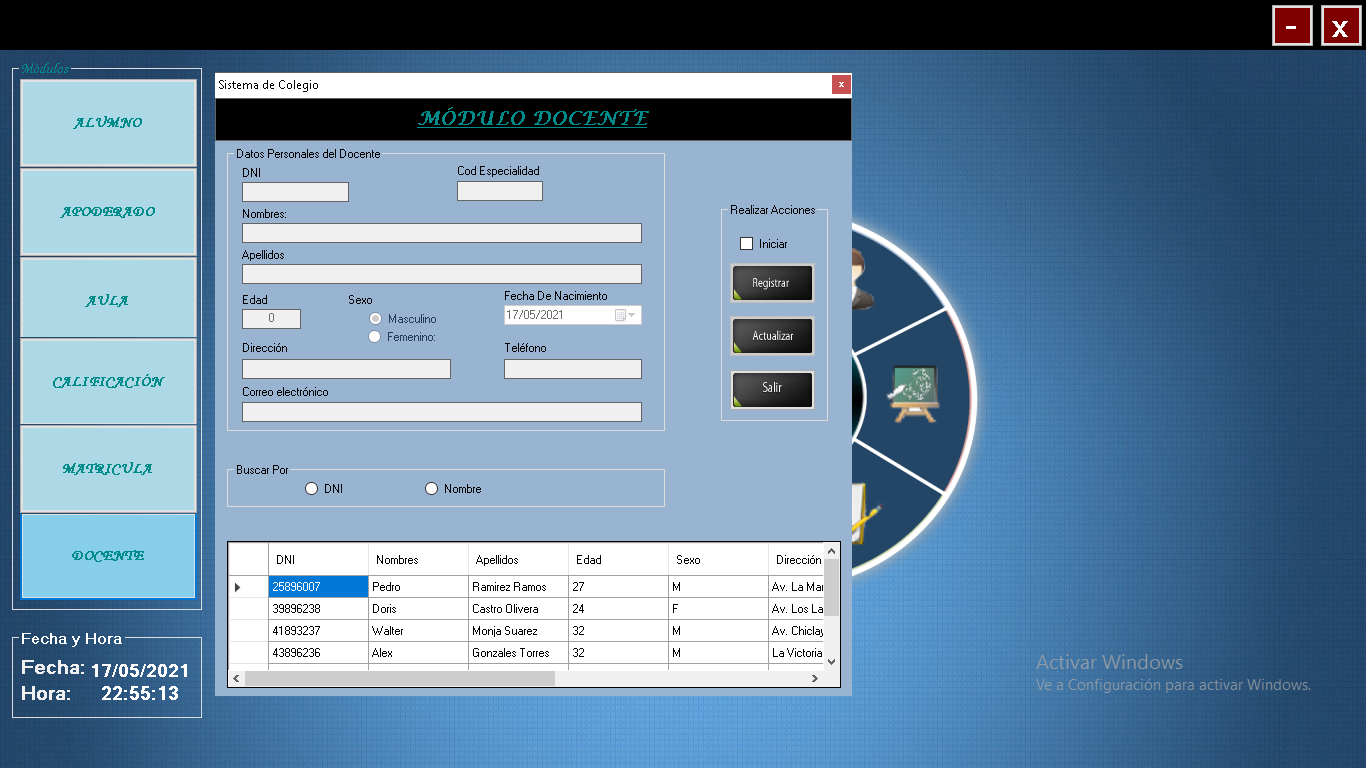 -
x
Módulos
ALUMNO
APODERADO
AULA
CALIFICACIÓN
MATRICULA
DOCENTE
Fecha y Hora
Fecha: 17/05/2021
Hora: 22:55:13
Sistema de Colegio
x
MÓDULO DOCENTE
Datos Personales del Docente
DNI
Cod Especialidad
Nombres:
Apellidos
Edad
Sexo
Fecha De Nacimiento
0
Masculino
17/05/2021
Femenino:
Dirección
Teléfono
Correo electrónico
Realizar Acciones
Iniciar
Registrar
Actualizar
Salir
Buscar Por
DNI
Nombre
DNI Nombres Apellidos Edad Sexo Dirección
25896007 Pedro Ramirez Ramos 27 M Av. La Mar
39896238 Doris Castro Olivera 24 F Av. Los La
41893237 Walter Monja Suarez 32 M Av. Chiclay
43896236 Alex Gonzales Torres 32 M La Victoria
Activar Windows
Ve a Configuración para activar Windows.